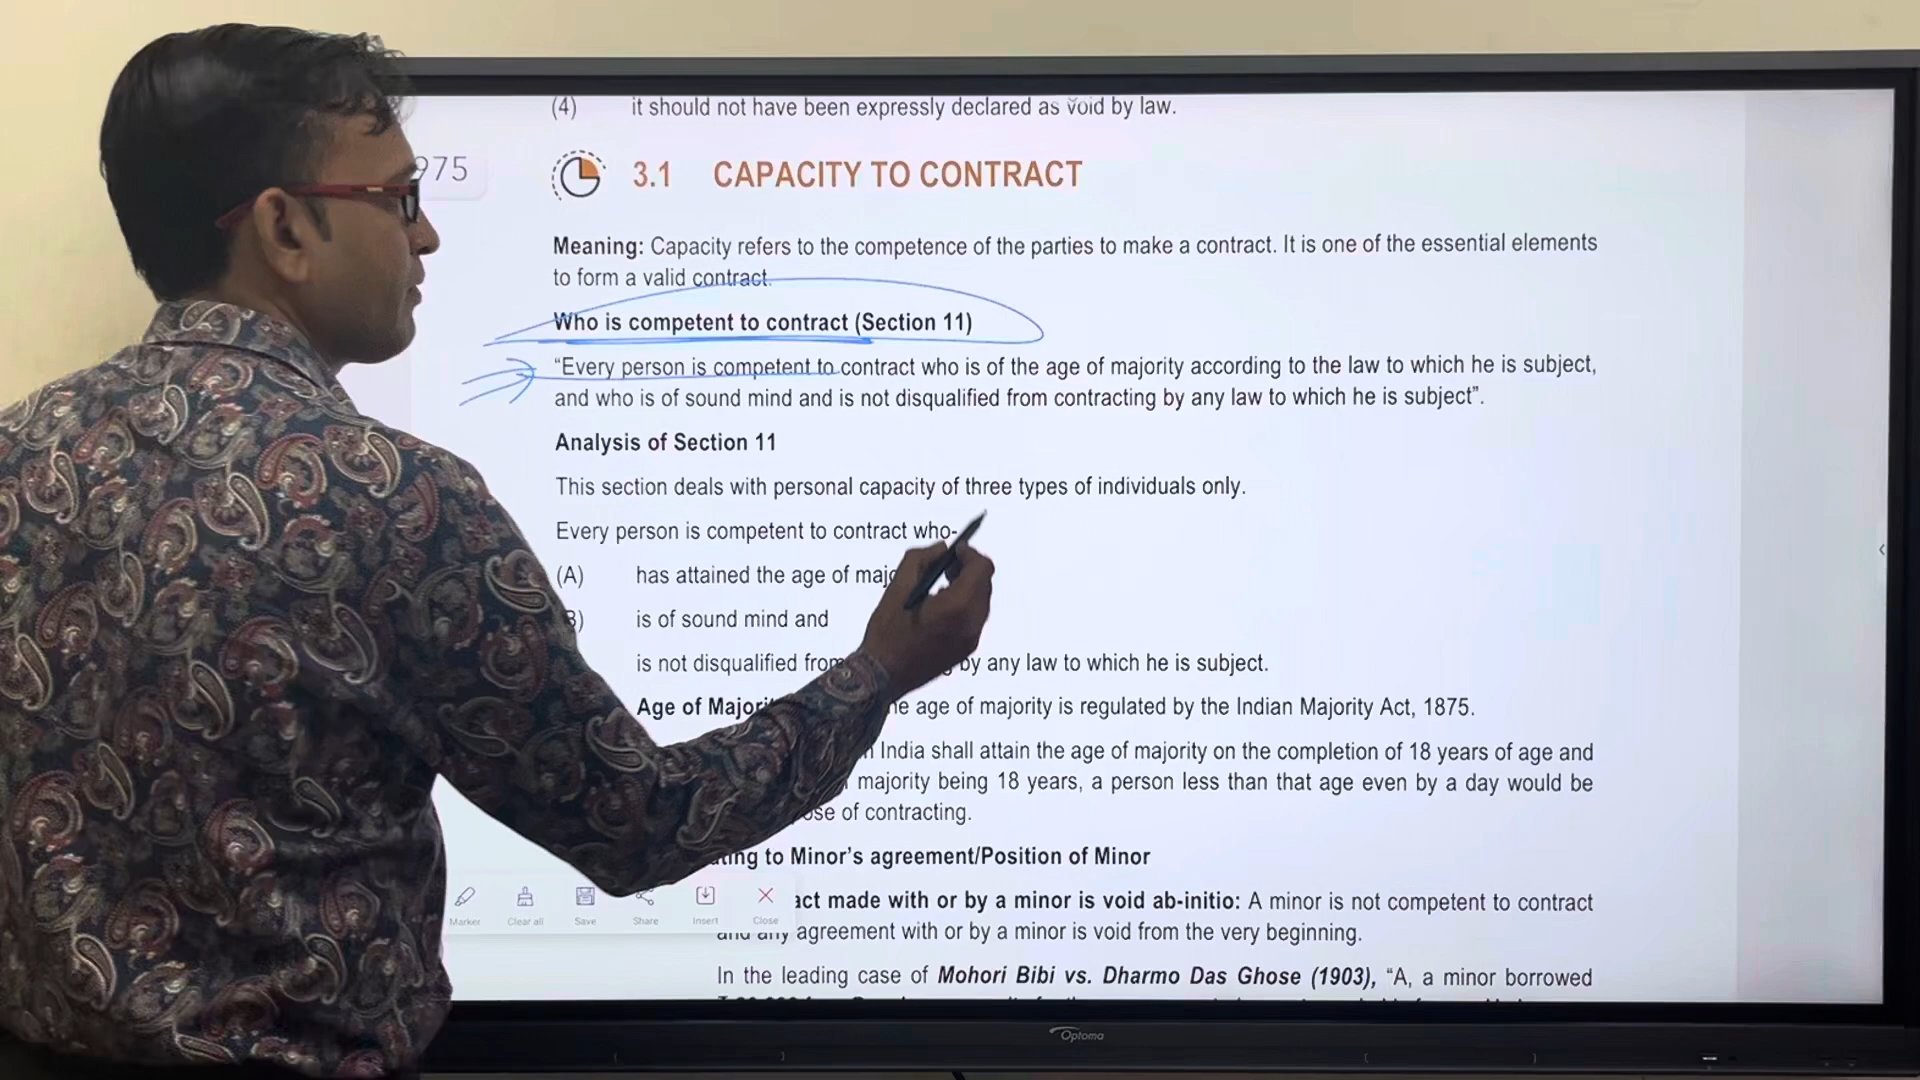 (4) it should not have been expressly declared as void by law.
975
3.1 CAPACITY TO CONTRACT
Meaning: Capacity refers to the competence of the parties to make a contract. It is one of the essential elements
to form a valid contract.
Who is competent to contract (Section 11)
“Every person is competent to contract who is of the age of majority according to the law to which he is subject,
and who is of sound mind and is not disqualified from contracting by any law to which he is subject”.
Analysis of Section 11
This section deals with personal capacity of three types of individuals only.
Every person is competent to contract who-
(A) has attained the age of
is of sound mind and
is not disqualified by any law to which he is subject.
Age of age of majority is regulated by the Indian Majority Act, 1875.
India shall attain the age of majority on the completion of 18 years of age and
majority being 18 years, a person less than that age even by a day would be
of contracting.
to Minor’s agreement/Position of Minor
made with or by a minor is void ab-initio: A minor is not competent to contract
agreement with or by a minor is void from the very beginning.
In the leading case of Mohori Bibi vs. Dharmo Das Ghose (1903), “A, a minor borrowed
Marker Clear all Save Share Insert Close
Optoma